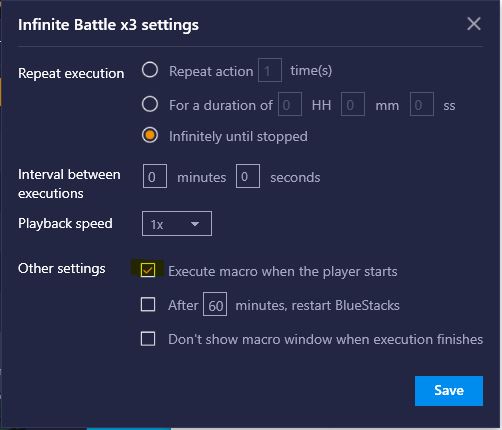 Infinite Battle x3 settings
Repeat execution
Repeat action 1 time(s)
For a duration of 0 HH 0 mm 0 ss
Infinitely until stopped
Interval between executions
0 minutes 0 seconds
Playback speed 1x
Other settings
Execute macro when the player starts
After 60 minutes, restart BlueStacks
Don't show macro window when execution finishes
Save